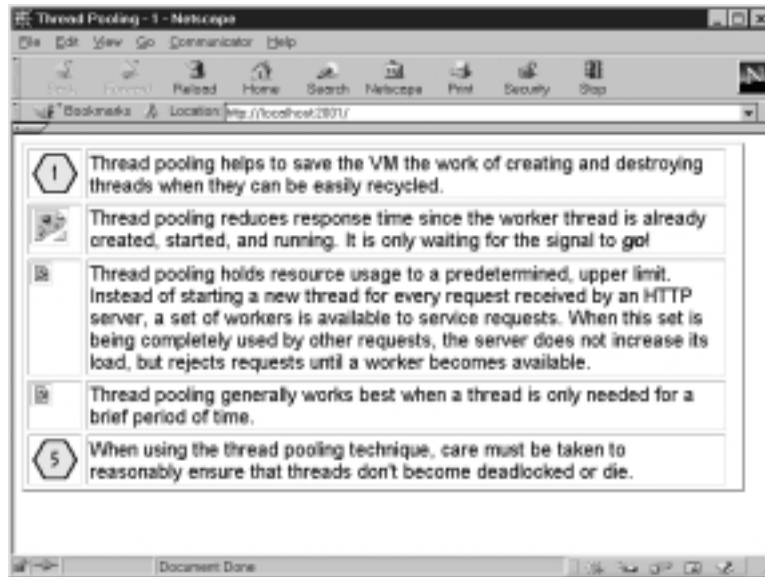 Thread Pooling - 1 - Netscape
File Edit View Go Communicator Help
Back Forward Reload Home Search Netscape Print Security Stop
Bookmarks Location: http://localhost:2001/
N
1
Thread pooling helps to save the VM the work of creating and destroying
threads when they can be easily recycled.
Thread pooling reduces response time since the worker thread is already
created, started, and running. It is only waiting for the signal to go!
Thread pooling holds resource usage to a predetermined, upper limit.
Instead of starting a new thread for every request received by an HTTP
server, a set of workers is available to service requests. When this set is
being completely used by other requests, the server does not increase its
load, but rejects requests until a worker becomes available.
Thread pooling generally works best when a thread is only needed for a
brief period of time.
5
When using the thread pooling technique, care must be taken to
reasonably ensure that threads don't become deadlocked or die.
Document Done